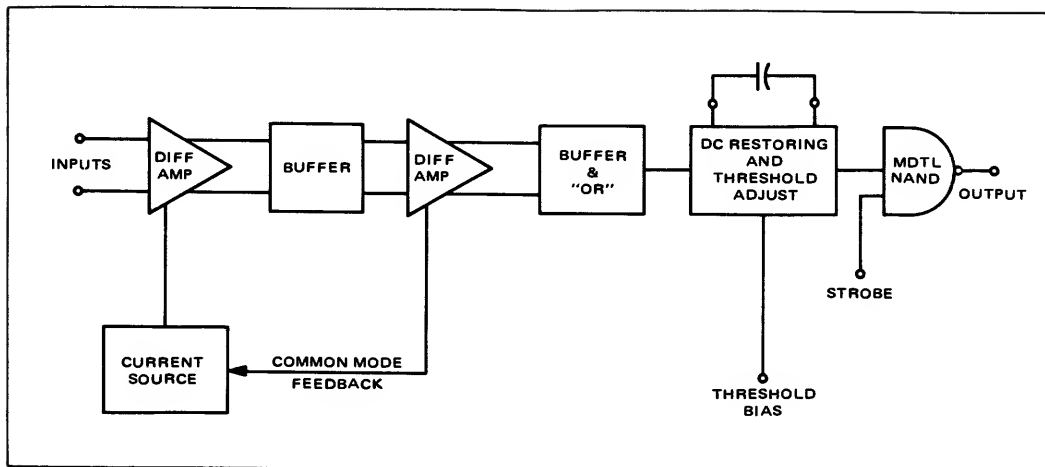 INPUTS
DIFF
AMP
BUFFER
DIFF
AMP
BUFFER
&
"OR"
DC RESTORING
AND
THRESHOLD
ADJUST
MDTL
NAND
OUTPUT
STROBE
CURRENT
SOURCE
COMMON MODE
FEEDBACK
THRESHOLD
BIAS